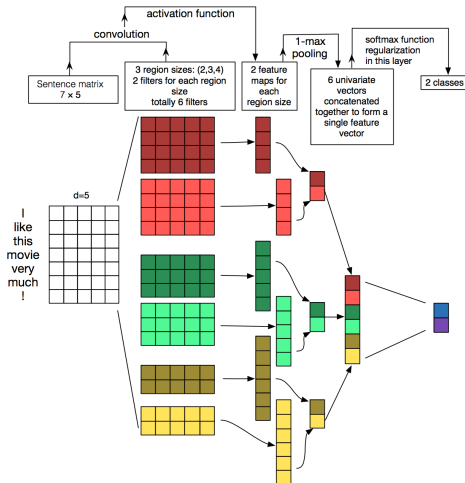 activation function
convolution
1-max
pooling
softmax function
regularization
in this layer
Sentence matrix
7 × 5
3 region sizes: (2,3,4)
2 filters for each region
size
totally 6 filters
2 feature
maps for
each
region size
6 univariate
vectors
concatenated
together to form a
single feature
vector
2 classes
d=5
I
like
this
movie
very
much
!